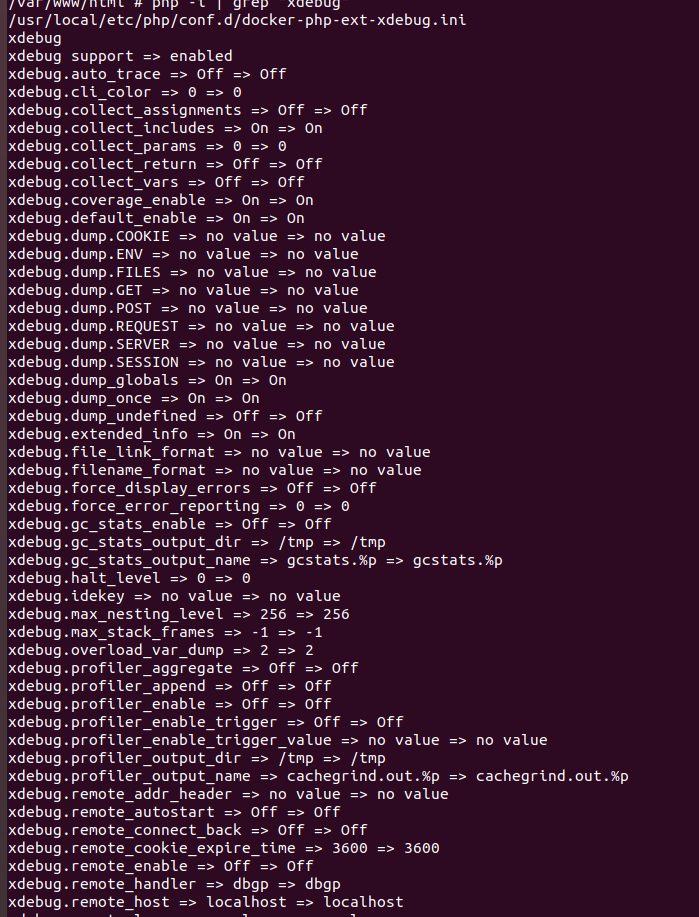 /var/www/html # php -i | grep "xdebug"
/usr/local/etc/php/conf.d/docker-php-ext-xdebug.ini
xdebug
xdebug support => enabled
xdebug.auto_trace => Off => Off
xdebug.cli_color => 0 => 0
xdebug.collect_assignments => Off => Off
xdebug.collect_includes => On => On
xdebug.collect_params => 0 => 0
xdebug.collect_return => Off => Off
xdebug.collect_vars => Off => Off
xdebug.coverage_enable => On => On
xdebug.default_enable => On => On
xdebug.dump.COOKIE => no value => no value
xdebug.dump.ENV => no value => no value
xdebug.dump.FILES => no value => no value
xdebug.dump.GET => no value => no value
xdebug.dump.POST => no value => no value
xdebug.dump.REQUEST => no value => no value
xdebug.dump.SERVER => no value => no value
xdebug.dump.SESSION => no value => no value
xdebug.dump_globals => On => On
xdebug.dump_once => On => On
xdebug.dump_undefined => Off => Off
xdebug.extended_info => On => On
xdebug.file_link_format => no value => no value
xdebug.filename_format => no value => no value
xdebug.force_display_errors => Off => Off
xdebug.force_error_reporting => 0 => 0
xdebug.gc_stats_enable => Off => Off
xdebug.gc_stats_output_dir => /tmp => /tmp
xdebug.gc_stats_output_name => gcstats.%p => gcstats.%p
xdebug.halt_level => 0 => 0
xdebug.idekey => no value => no value
xdebug.max_nesting_level => 256 => 256
xdebug.max_stack_frames => -1 => -1
xdebug.overload_var_dump => 2 => 2
xdebug.profiler_aggregate => Off => Off
xdebug.profiler_append => Off => Off
xdebug.profiler_enable => Off => Off
xdebug.profiler_enable_trigger => Off => Off
xdebug.profiler_enable_trigger_value => no value => no value
xdebug.profiler_output_dir => /tmp => /tmp
xdebug.profiler_output_name => cachegrind.out.%p => cachegrind.out.%p
xdebug.remote_addr_header => no value => no value
xdebug.remote_autostart => Off => Off
xdebug.remote_connect_back => Off => Off
xdebug.remote_cookie_expire_time => 3600 => 3600
xdebug.remote_enable => Off => Off
xdebug.remote_handler => dbgp => dbgp
xdebug.remote_host => localhost => localhost